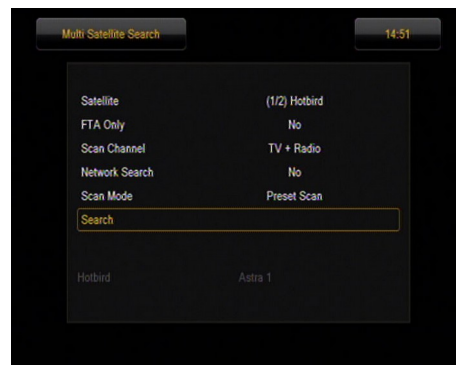 Multi Satellite Search 14:51
Satellite (1/2) Hotbird
FTA Only No
Scan Channel TV + Radio
Network Search No
Scan Mode Preset Scan
Search
Hotbird Astra 1